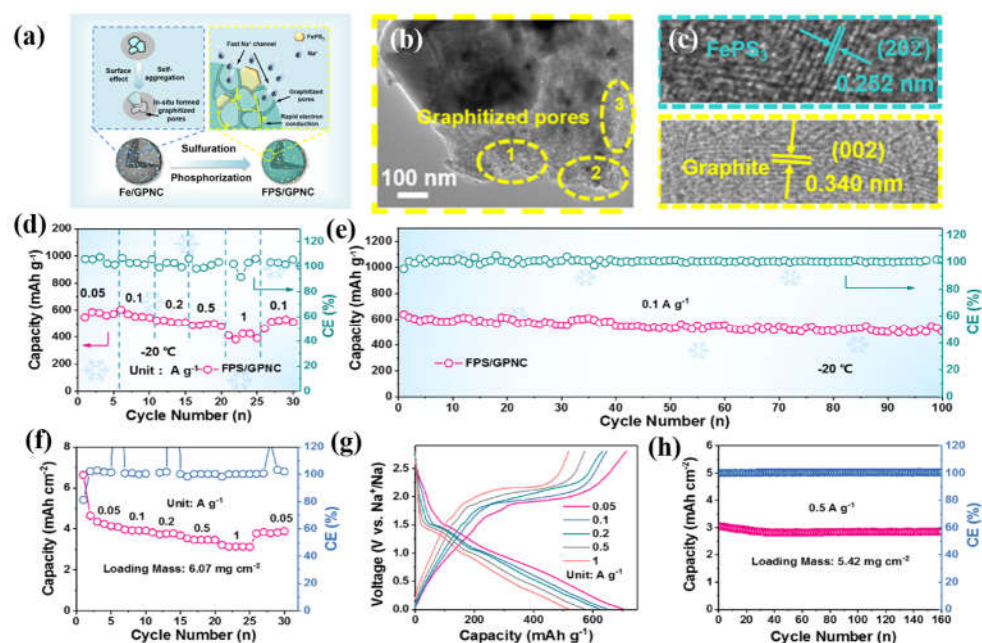 (a)
Surface effect
Self-aggregation
In-situ formed graphitized pores
Fe/GPNC
Sulfuration
Phosphorization
Fast Na⁺ channel
FePS₃
Na⁺
Graphitized pores
Rapid electron conduction
FPS/GPNC
(b)
Graphitized pores
1
2
3
100 nm
(c)
FePS₃
(202̄)
0.252 nm
Graphite
(002)
0.340 nm
(d)
Capacity (mAh g⁻¹)
1200
1000
800
600
400
200
0
0.05
0.1
0.2
0.5
1
0.1
-20 ℃
Unit : A g⁻¹
FPS/GPNC
0 5 10 15 20 25 30
Cycle Number (n)
120
100
80
60
40
20
0
CE (%)
(e)
Capacity (mAh g⁻¹)
1200
1000
800
600
400
200
0
0.1 A g⁻¹
FPS/GPNC
-20 ℃
0 10 20 30 40 50 60 70 80 90 100
Cycle Number (n)
120
100
80
60
40
20
0
CE (%)
(f)
Capacity (mAh cm⁻²)
8
6
4
2
0
Unit: A g⁻¹
0.05
0.1
0.2
0.5
1
0.05
Loading Mass: 6.07 mg cm⁻²
0 5 10 15 20 25 30
Cycle Number (n)
120
100
80
60
40
20
0
CE (%)
(g)
Voltage (V vs. Na⁺/Na)
2.5
2.0
1.5
1.0
0.5
0.0
0.05
0.1
0.2
0.5
1
Unit: A g⁻¹
0 200 400 600 800
Capacity (mAh g⁻¹)
(h)
Capacity (mAh cm⁻²)
6
5
4
3
2
1
0
0.5 A g⁻¹
Loading Mass: 5.42 mg cm⁻²
0 20 40 60 80 100 120 140 160
Cycle Number (n)
120
100
80
60
40
20
0
CE (%)